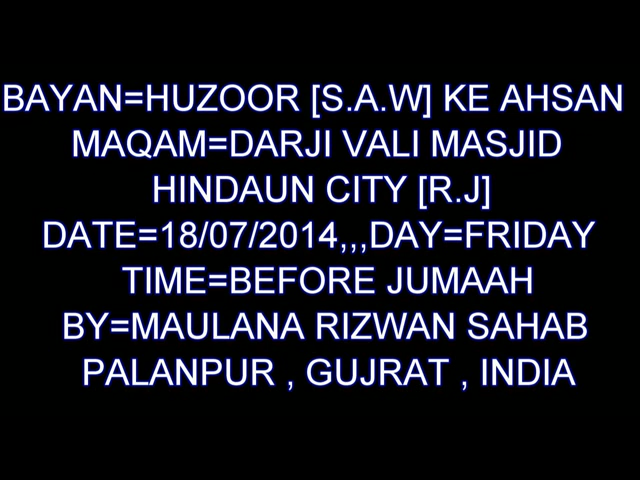 BAYAN=HUZOOR [S.A.W] KE AHSAN
MAQAM=DARJI VALI MASJID
HINDAUN CITY [R.J]
DATE=18/07/2014,,,DAY=FRIDAY
TIME=BEFORE JUMAAH
BY=MAULANA RIZWAN SAHAB
PALANPUR , GUJRAT , INDIA